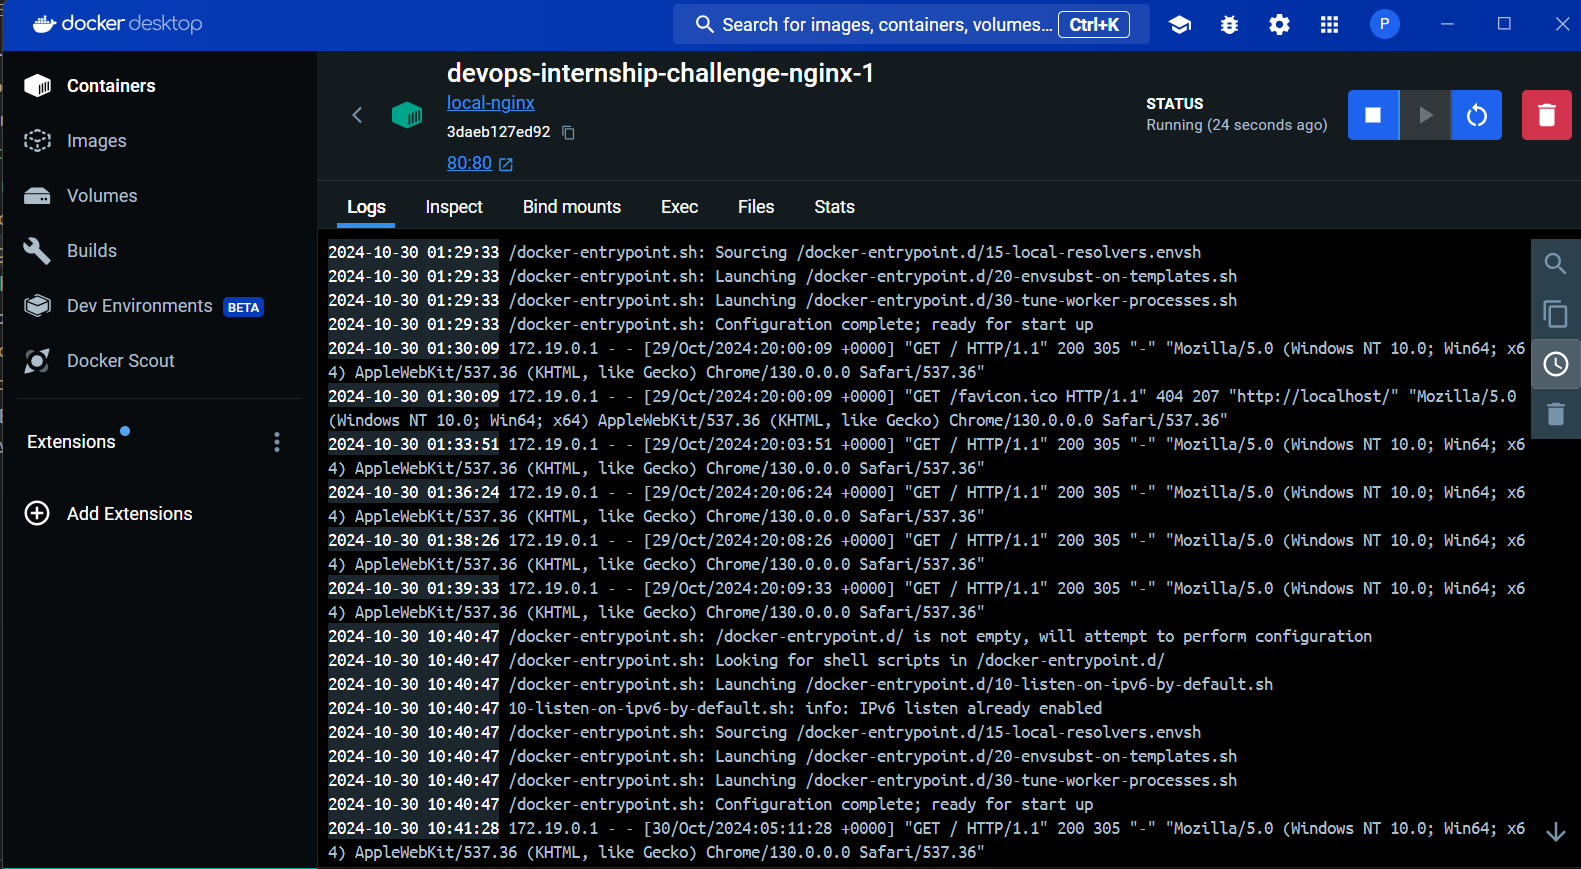 docker desktop
Search for images, containers, volumes... Ctrl+K
P
Containers
Images
Volumes
Builds
Dev Environments BETA
Docker Scout
Extensions
Add Extensions
devops-internship-challenge-nginx-1
local-nginx
3daeb127ed92
80:80
STATUS
Running (24 seconds ago)
Logs Inspect Bind mounts Exec Files Stats
2024-10-30 01:29:33 /docker-entrypoint.sh: Sourcing /docker-entrypoint.d/15-local-resolvers.envsh
2024-10-30 01:29:33 /docker-entrypoint.sh: Launching /docker-entrypoint.d/20-envsubst-on-templates.sh
2024-10-30 01:29:33 /docker-entrypoint.sh: Launching /docker-entrypoint.d/30-tune-worker-processes.sh
2024-10-30 01:29:33 /docker-entrypoint.sh: Configuration complete; ready for start up
2024-10-30 01:30:09 172.19.0.1 - - [29/Oct/2024:20:00:09 +0000] "GET / HTTP/1.1" 200 305 "-" "Mozilla/5.0 (Windows NT 10.0; Win64; x6
4) AppleWebKit/537.36 (KHTML, like Gecko) Chrome/130.0.0.0 Safari/537.36"
2024-10-30 01:30:09 172.19.0.1 - - [29/Oct/2024:20:00:09 +0000] "GET /favicon.ico HTTP/1.1" 404 207 "http://localhost/" "Mozilla/5.0
(Windows NT 10.0; Win64; x64) AppleWebKit/537.36 (KHTML, like Gecko) Chrome/130.0.0.0 Safari/537.36"
2024-10-30 01:33:51 172.19.0.1 - - [29/Oct/2024:20:03:51 +0000] "GET / HTTP/1.1" 200 305 "-" "Mozilla/5.0 (Windows NT 10.0; Win64; x6
4) AppleWebKit/537.36 (KHTML, like Gecko) Chrome/130.0.0.0 Safari/537.36"
2024-10-30 01:36:24 172.19.0.1 - - [29/Oct/2024:20:06:24 +0000] "GET / HTTP/1.1" 200 305 "-" "Mozilla/5.0 (Windows NT 10.0; Win64; x6
4) AppleWebKit/537.36 (KHTML, like Gecko) Chrome/130.0.0.0 Safari/537.36"
2024-10-30 01:38:26 172.19.0.1 - - [29/Oct/2024:20:08:26 +0000] "GET / HTTP/1.1" 200 305 "-" "Mozilla/5.0 (Windows NT 10.0; Win64; x6
4) AppleWebKit/537.36 (KHTML, like Gecko) Chrome/130.0.0.0 Safari/537.36"
2024-10-30 01:39:33 172.19.0.1 - - [29/Oct/2024:20:09:33 +0000] "GET / HTTP/1.1" 200 305 "-" "Mozilla/5.0 (Windows NT 10.0; Win64; x6
4) AppleWebKit/537.36 (KHTML, like Gecko) Chrome/130.0.0.0 Safari/537.36"
2024-10-30 10:40:47 /docker-entrypoint.sh: /docker-entrypoint.d/ is not empty, will attempt to perform configuration
2024-10-30 10:40:47 /docker-entrypoint.sh: Looking for shell scripts in /docker-entrypoint.d/
2024-10-30 10:40:47 /docker-entrypoint.sh: Launching /docker-entrypoint.d/10-listen-on-ipv6-by-default.sh
2024-10-30 10:40:47 10-listen-on-ipv6-by-default.sh: info: IPv6 listen already enabled
2024-10-30 10:40:47 /docker-entrypoint.sh: Sourcing /docker-entrypoint.d/15-local-resolvers.envsh
2024-10-30 10:40:47 /docker-entrypoint.sh: Launching /docker-entrypoint.d/20-envsubst-on-templates.sh
2024-10-30 10:40:47 /docker-entrypoint.sh: Launching /docker-entrypoint.d/30-tune-worker-processes.sh
2024-10-30 10:40:47 /docker-entrypoint.sh: Configuration complete; ready for start up
2024-10-30 10:41:28 172.19.0.1 - - [30/Oct/2024:05:11:28 +0000] "GET / HTTP/1.1" 200 305 "-" "Mozilla/5.0 (Windows NT 10.0; Win64; x6
4) AppleWebKit/537.36 (KHTML, like Gecko) Chrome/130.0.0.0 Safari/537.36"